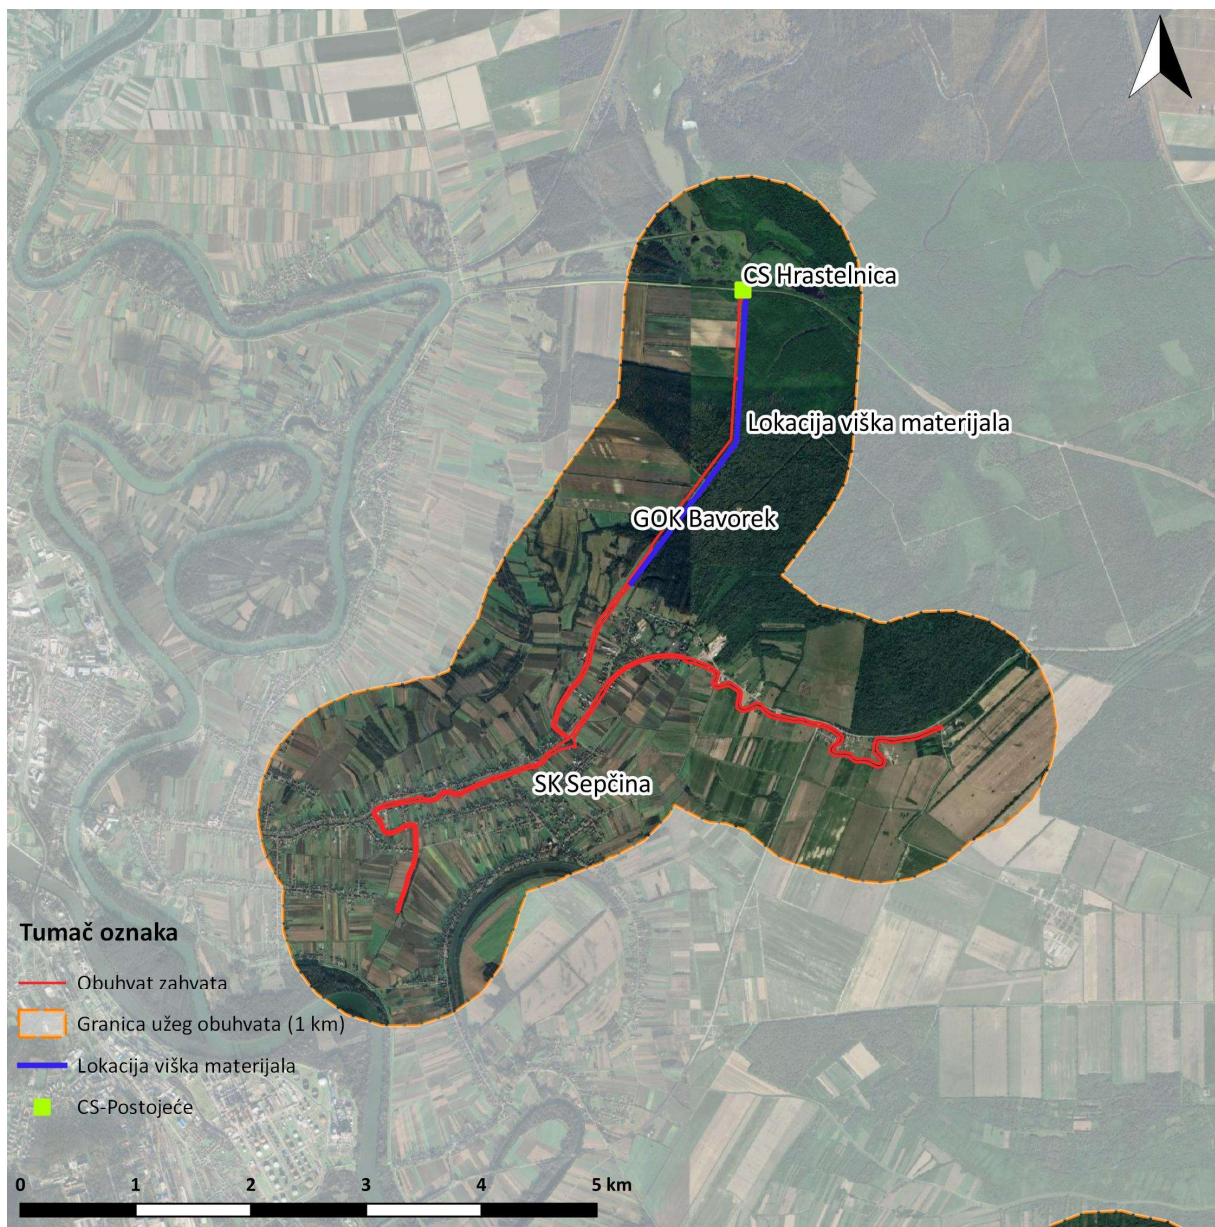 CS Hrastelnica
Lokacija viška materijala
GOK Bavorek
SK Sepčina
Tumač oznaka
Obuhvat zahvata
Granica užeg obuhvata (1 km)
Lokacija viška materijala
CS-Postojeće
0 1 2 3 4 5 km